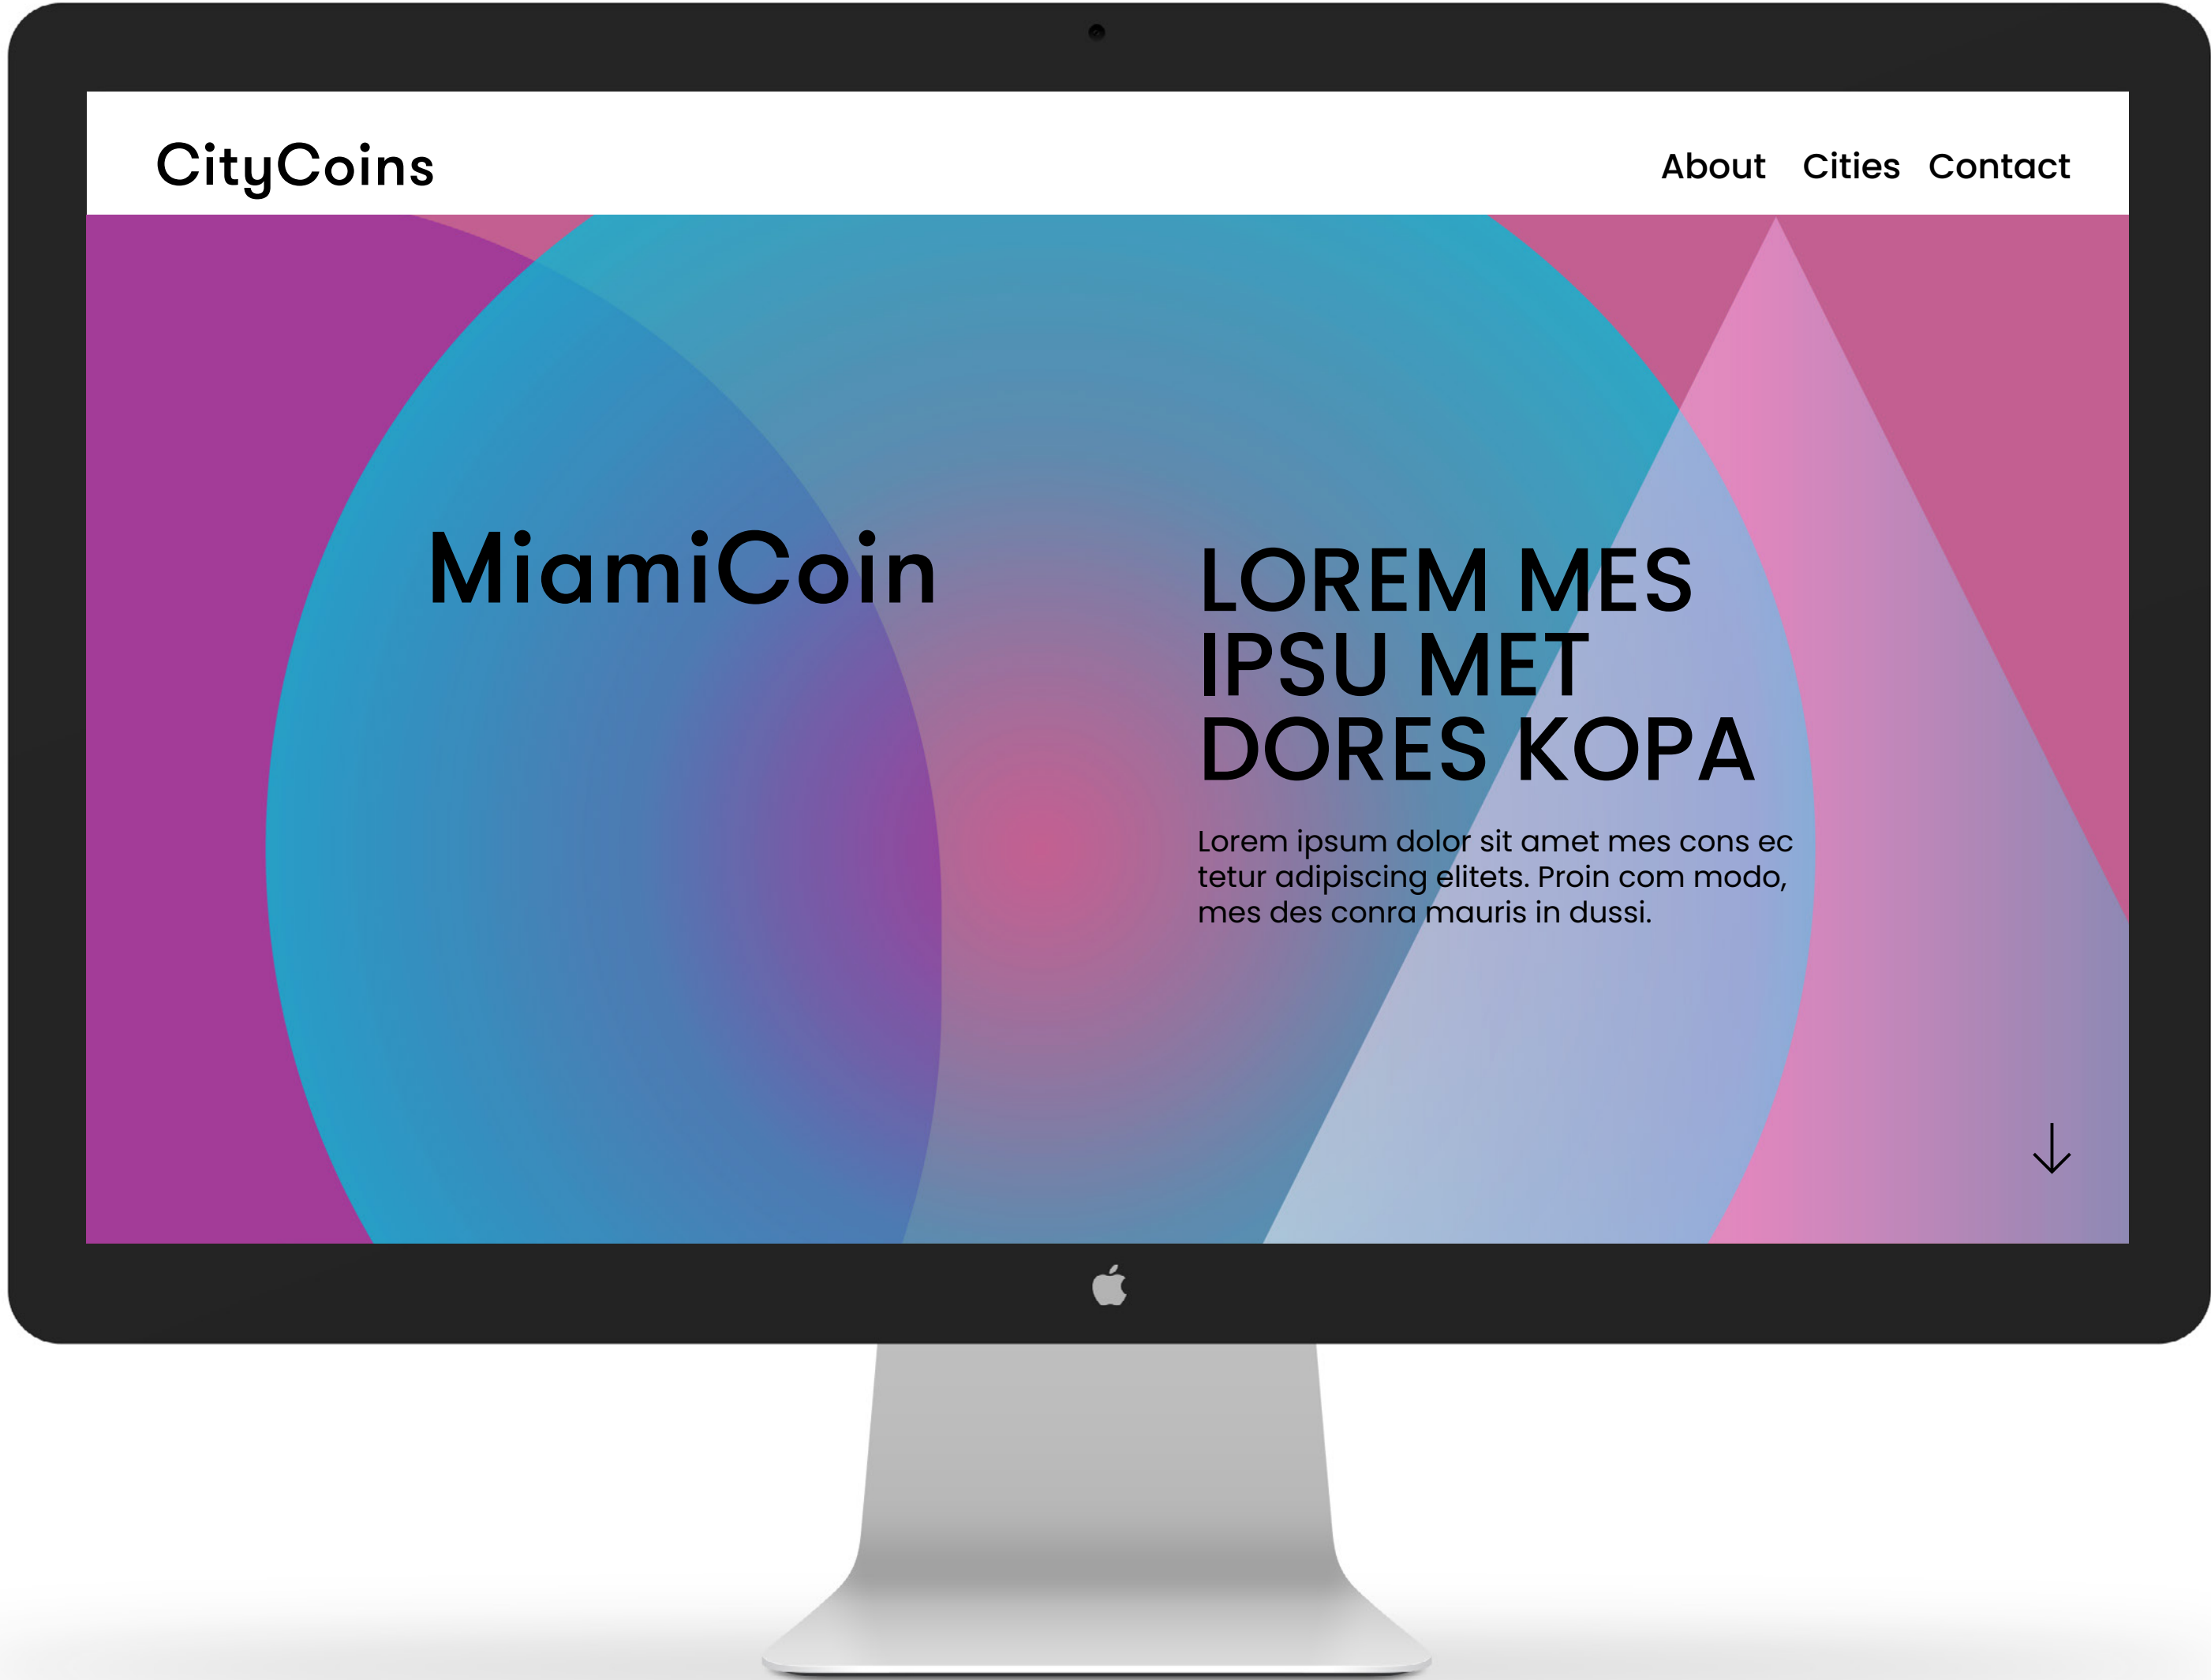 CityCoins
About Cities Contact
MiamiCoin
LOREM MES
IPSU MET
DORES KOPA
Lorem ipsum dolor sit amet mes cons ec
tetur adipiscing elitets. Proin com modo,
mes des conra mauris in dussi.